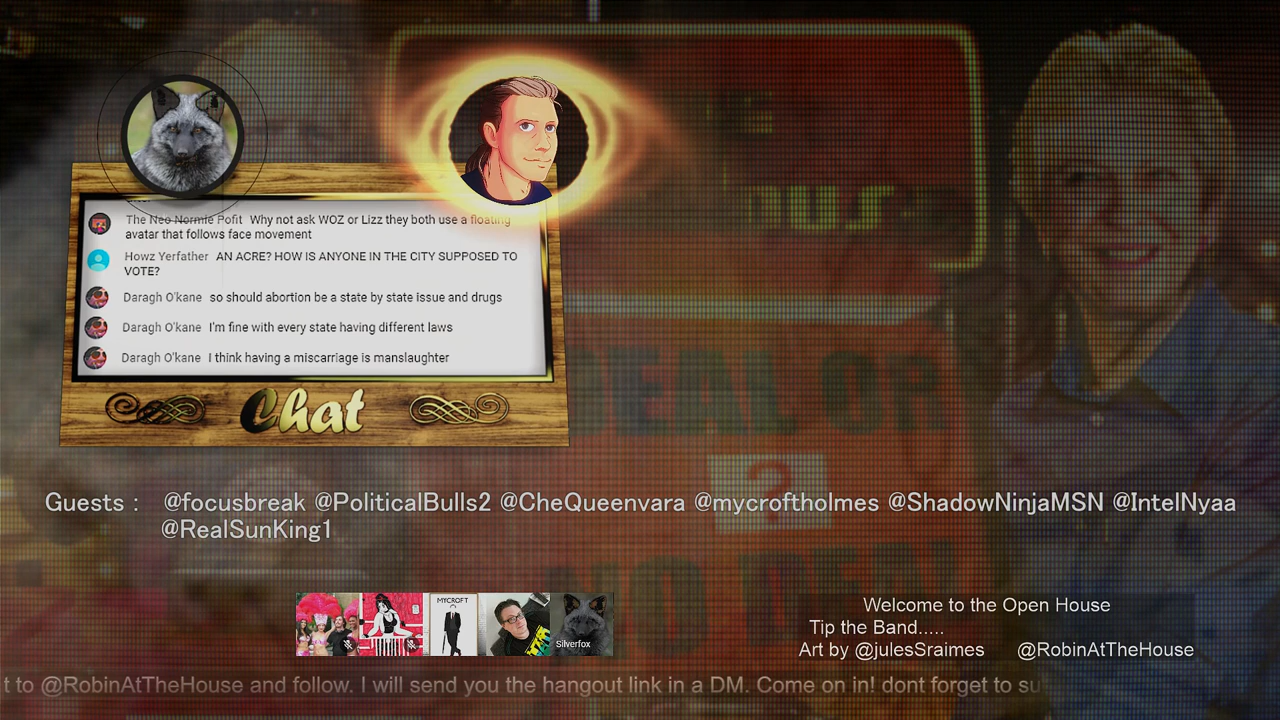 The Neo Normie Pofit Why not ask WOZ or Lizz they both use a floating
avatar that follows face movement
Howz Yerfather AN ACRE? HOW IS ANYONE IN THE CITY SUPPOSED TO
VOTE?
Daragh O'kane so should abortion be a state by state issue and drugs
Daragh O'kane I'm fine with every state having different laws
Daragh O'kane I think having a miscarriage is manslaughter
Chat
DEAL OR
?
NO DEAL
Guests : @focusbreak @PoliticalBulls2 @CheQueenvara @mycroftholmes @ShadowNinjaMSN @IntelNyaa
@RealSunKing1
MYCROFT
Silverfox
Welcome to the Open House
Tip the Band.....
Art by @julesSraimes @RobinAtTheHouse
t to @RobinAtTheHouse and follow. I will send you the hangout link in a DM. Come on in! dont forget to su